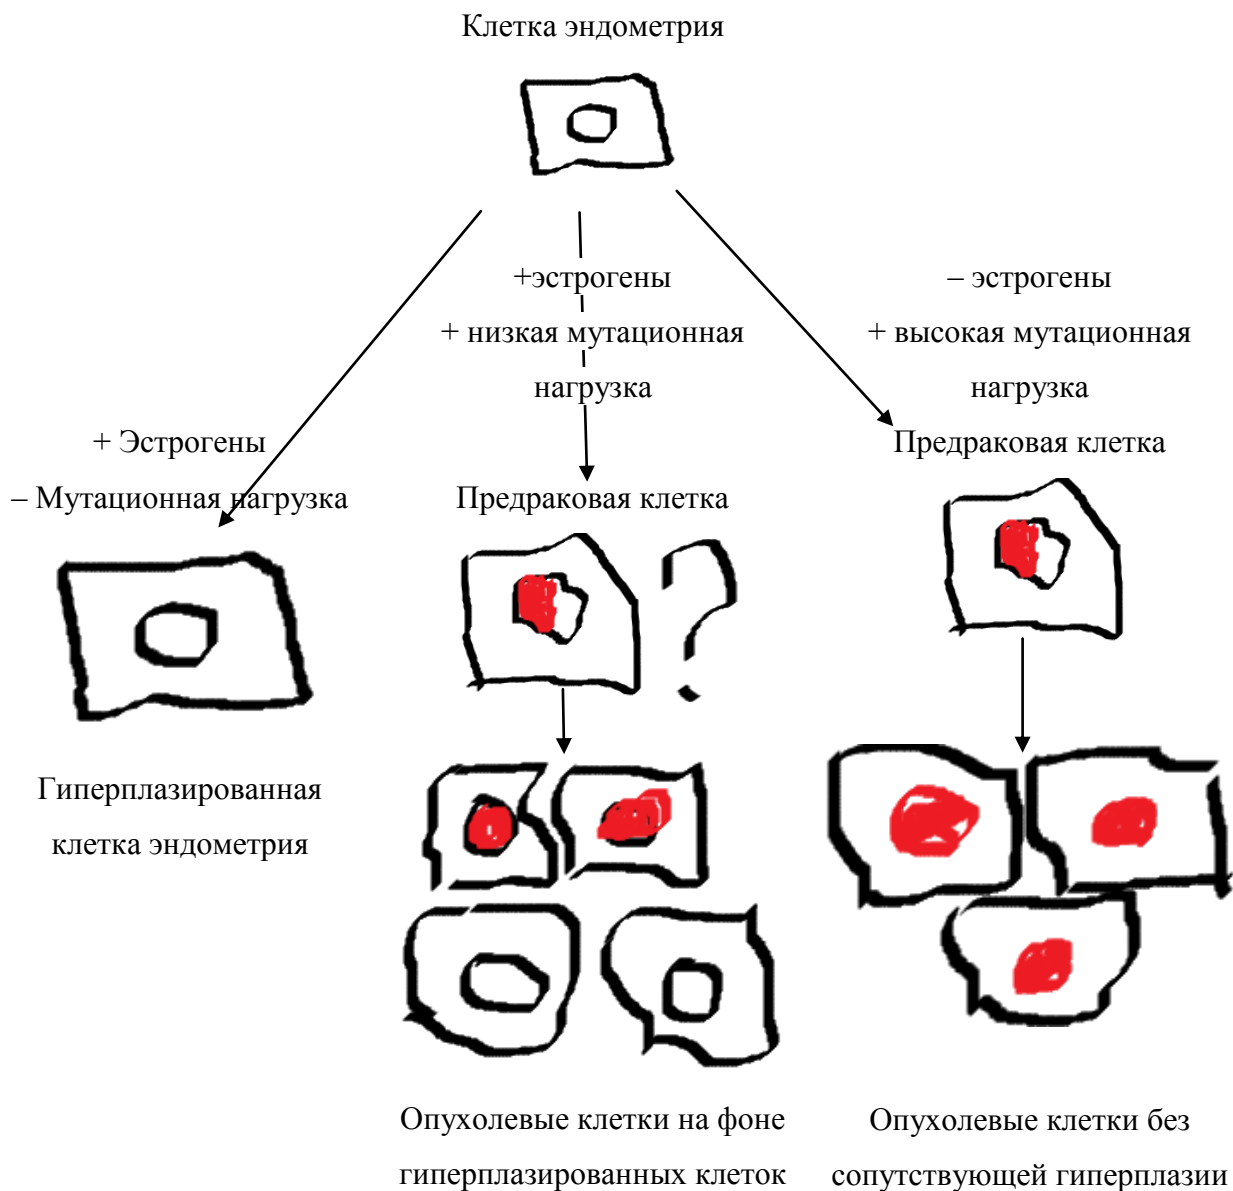 Клетка эндометрия
+эстрогены
+ низкая мутационная
нагрузка
– эстрогены
+ высокая мутационная
нагрузка
+ Эстрогены
– Мутационная нагрузка
Предраковая клетка
Предраковая клетка
?
Гиперплазированная
клетка эндометрия
Опухолевые клетки на фоне
гиперплазированных клеток
Опухолевые клетки без
сопутствующей гиперплазии